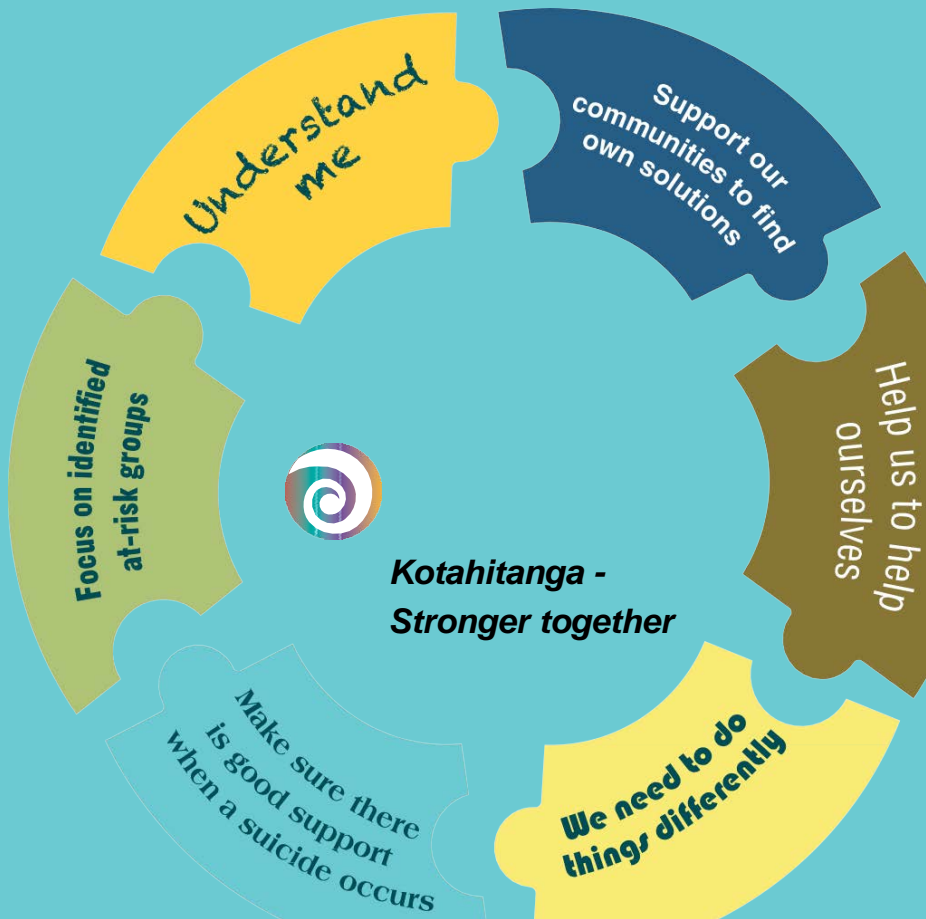 Understand
me
Support our
communities to find
own solutions
Help us to help
ourselves
We need to do
things differently
Make sure there
is good support
when a suicide occurs
Focus on identified
at-risk groups
Kotahitanga -
Stronger together